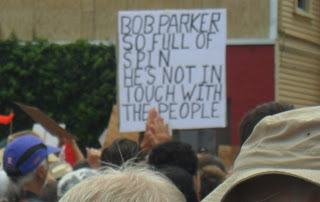 BOB PARKER
SO FULL OF
SPIN
HE'S NOT IN
TOUCH WITH
THE PEOPLE